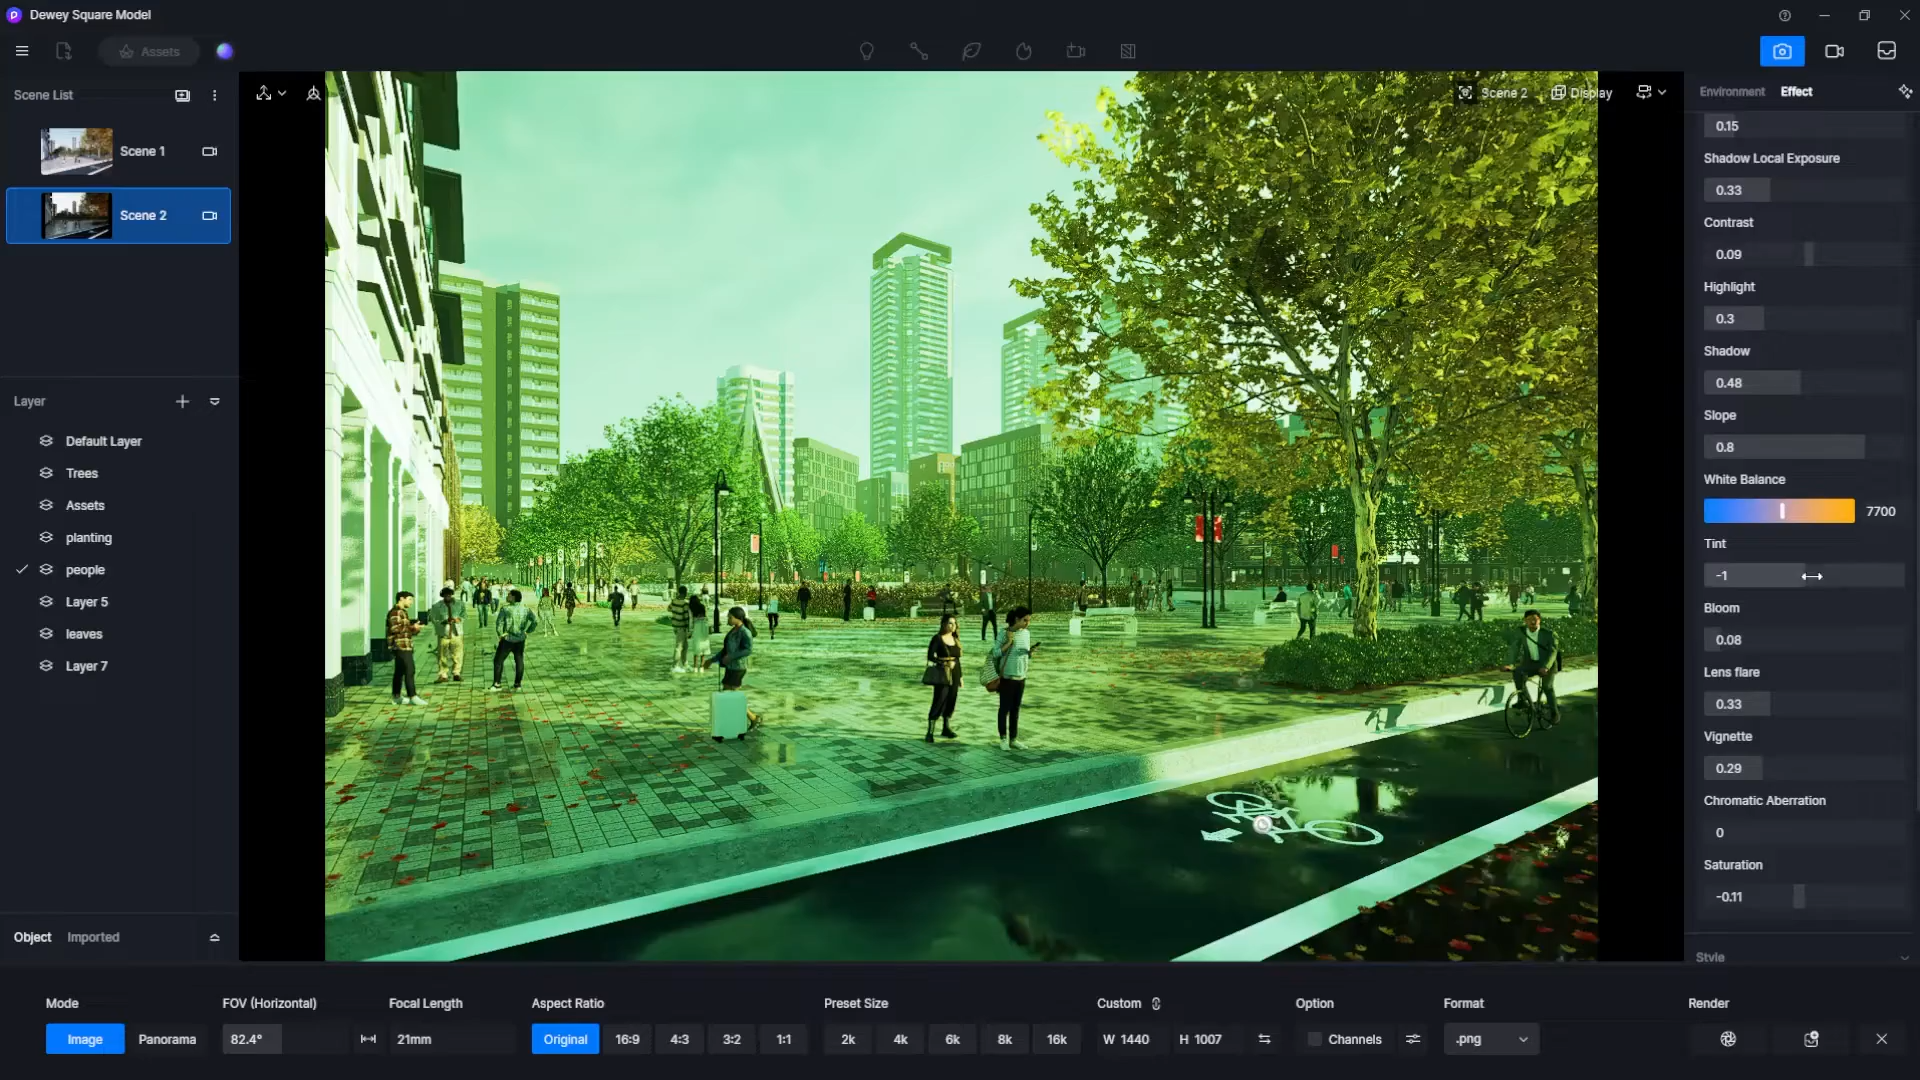 Dewey Square Model
Assets
Scene List
Scene 1
Scene 2
Layer
Default Layer
Trees
Assets
planting
people
Layer 5
leaves
Layer 7
Object Imported
Scene 2 Display
Environment Effect
0.15
Shadow Local Exposure
0.33
Contrast
0.09
Highlight
0.3
Shadow
0.48
Slope
0.8
White Balance
7700
Tint
-1
Bloom
0.08
Lens flare
0.33
Vignette
0.29
Chromatic Aberration
0
Saturation
-0.11
Style
Mode FOV (Horizontal) Focal Length Aspect Ratio Preset Size Custom Option Format Render
Image Panorama 82.4° 21mm Original 16:9 4:3 3:2 1:1 2k 4k 6k 8k 16k W 1440 H 1007 Channels .png